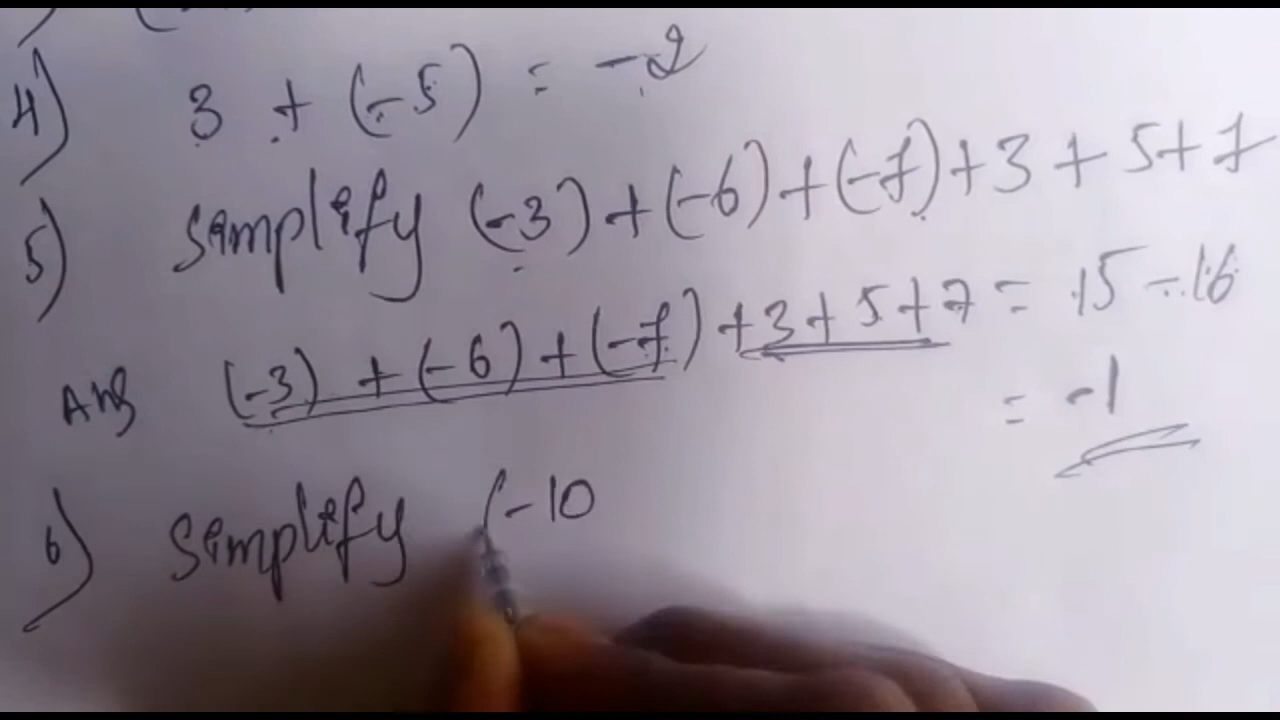 4) 3 + (-5) = -2
5) Simplify (-3) + (-6) + (-7) + 3 + 5 + 7
Ans (-3) + (-6) + (-7) + 3 + 5 + 7 = 15 - 16
= -1
6) Simplify (-10